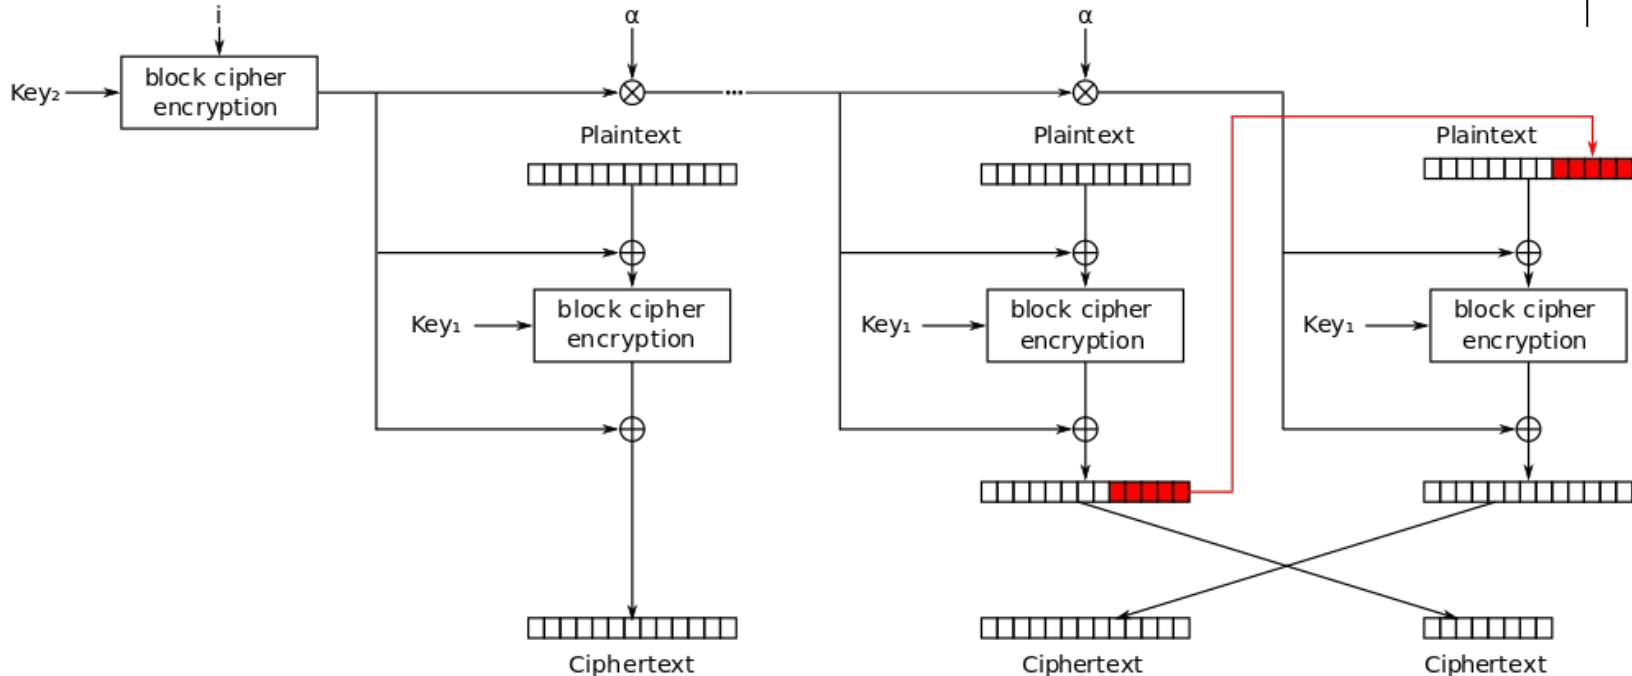 i
α
α
Key₂
block cipher
encryption
...
Plaintext
Plaintext
Plaintext
Key₁
block cipher
encryption
Key₁
block cipher
encryption
Key₁
block cipher
encryption
Ciphertext
Ciphertext
Ciphertext